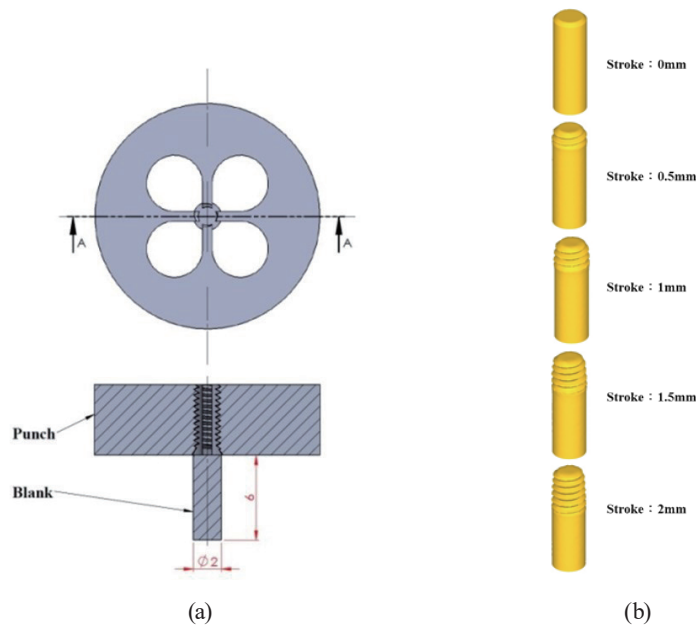 A
A
Punch
Blank
6
Ø2
(a)
Stroke：0mm
Stroke：0.5mm
Stroke：1mm
Stroke：1.5mm
Stroke：2mm
(b)